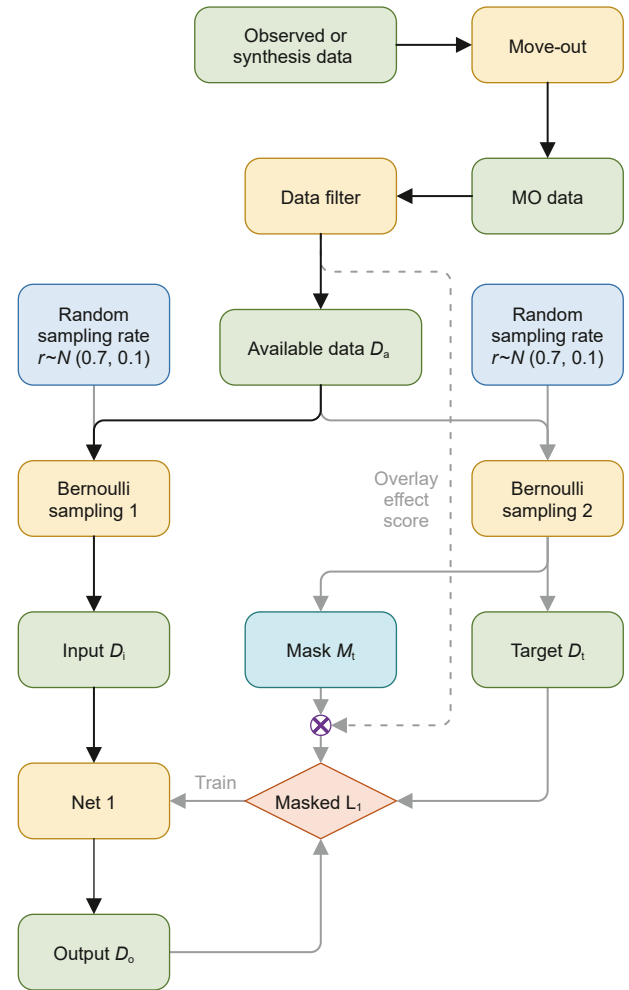 Observed or
synthesis data
Move-out
Data filter
MO data
Random
sampling rate
r~N (0.7, 0.1)
Available data Dₐ
Random
sampling rate
r~N (0.7, 0.1)
Bernoulli
sampling 1
Overlay
effect
score
Bernoulli
sampling 2
Input Dᵢ
Mask Mₜ
Target Dₜ
Net 1
Train
Masked L₁
Output Dₒ